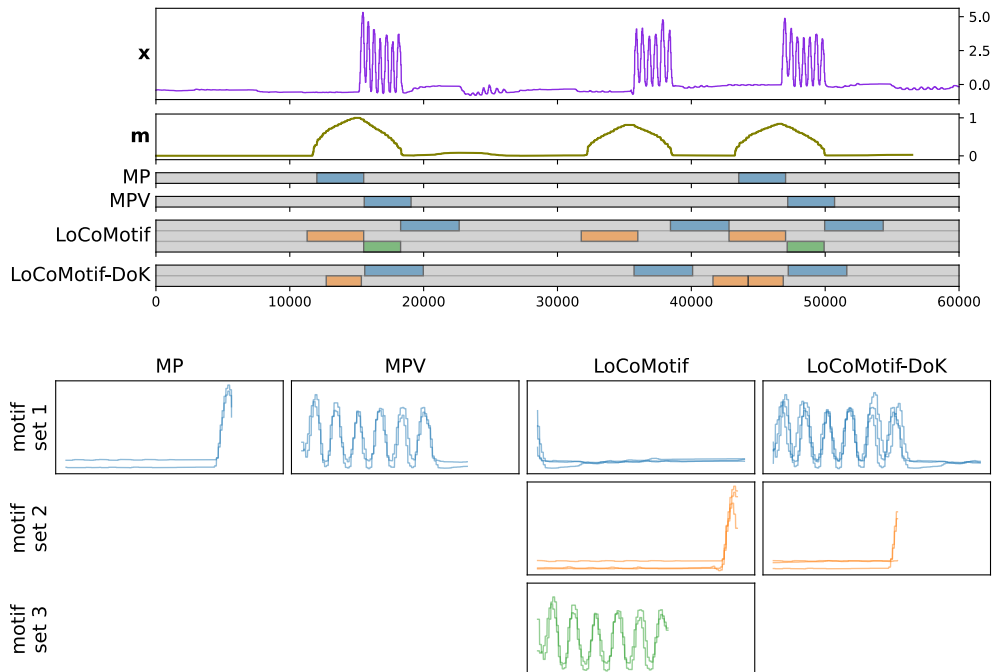 5.0
x
2.5
0.0
m
1
0
MP
MPV
LoCoMotif
LoCoMotif-DoK
0 10000 20000 30000 40000 50000 60000
MP MPV LoCoMotif LoCoMotif-DoK
motif
set 1
motif
set 2
motif
set 3